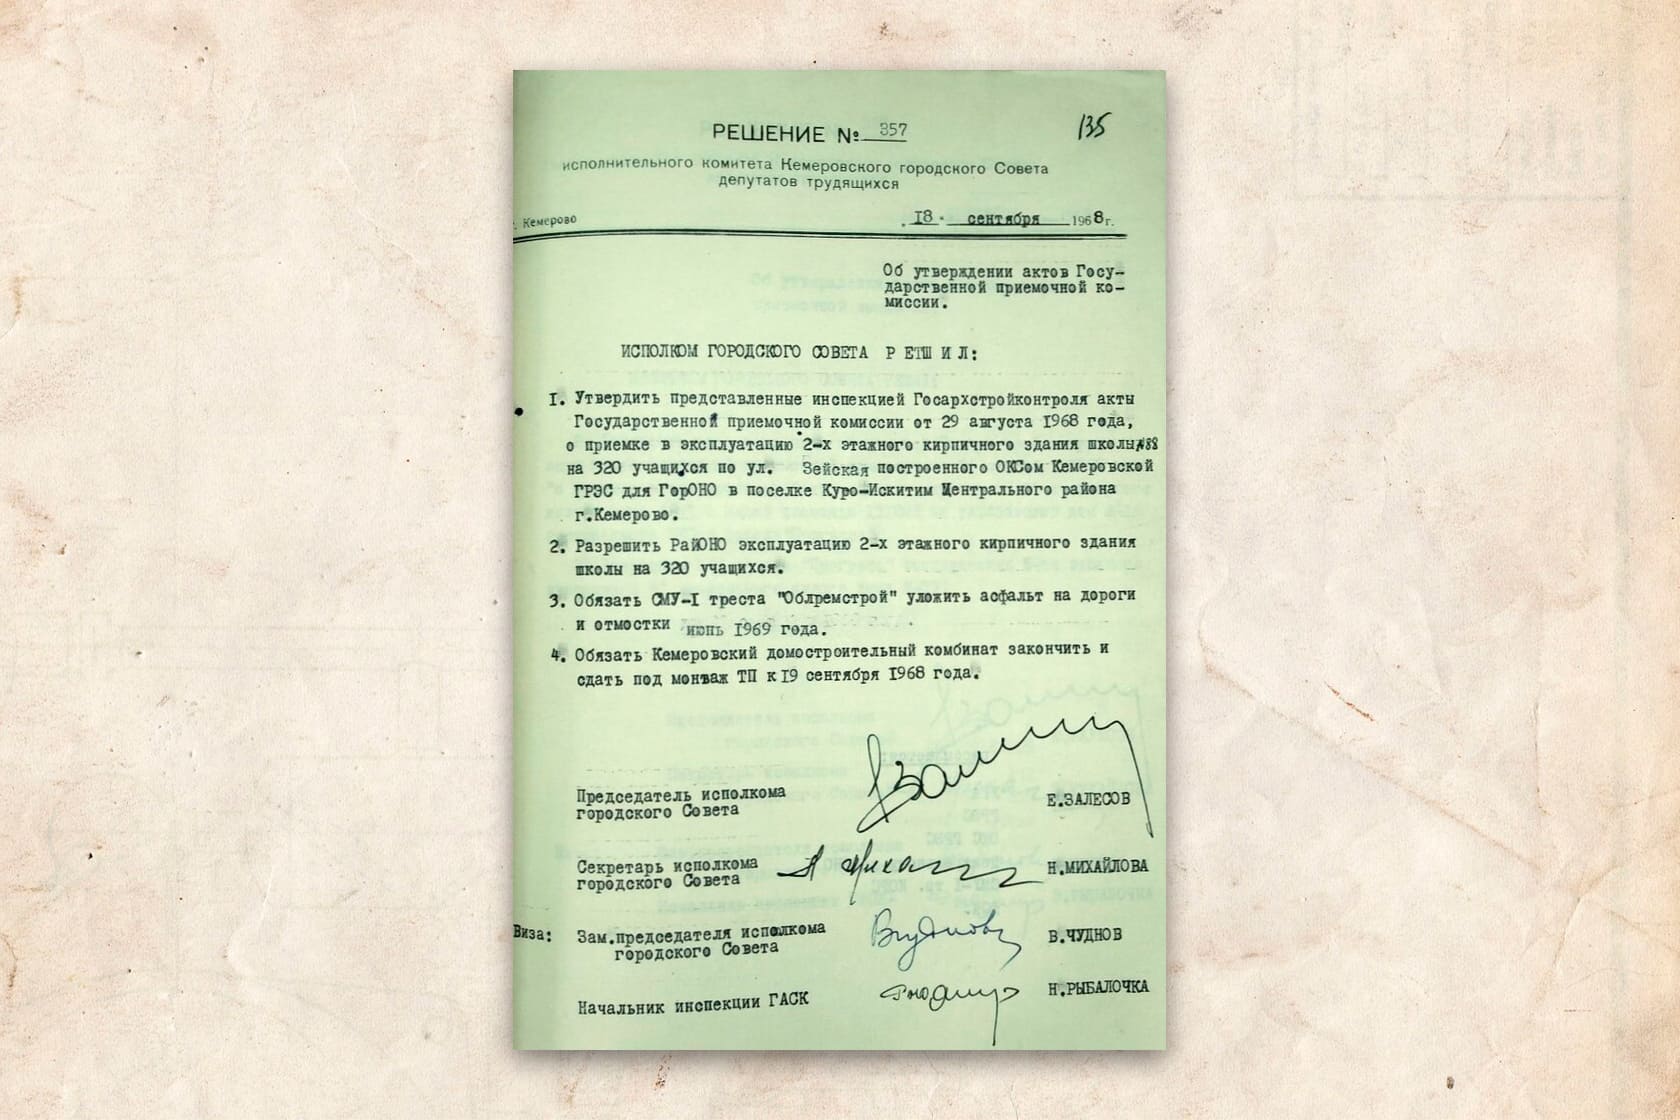 135
РЕШЕНИЕ № 357
исполнительного комитета Кемеровского городского Совета
депутатов трудящихся
г. Кемерово
18 сентября 1968 г.
Об утверждении актов Госу-
дарственной приемочной ко-
миссии.
ИСПОЛКОМ ГОРОДСКОГО СОВЕТА Р ЕТШ И Л:
I. Утвердить представленные инспекцией Госархстройконтроля акты
Государственной приемочной комиссии от 29 августа 1968 года,
о приемке в эксплуатацию 2-х этажного кирпичного здания школы №88
на 320 учащихся по ул. Зейская построенного ОКСом Кемеровской
ГРЭС для ГорОНО в поселке Куро-Искитим Центрального района
г.Кемерово.
2. Разрешить РайОНО эксплуатацию 2-х этажного кирпичного здания
школы на 320 учащихся.
3. Обязать СМУ-I треста "Облремстрой" уложить асфальт на дороги
и отмостки июнь 1969 года.
4. Обязать Кемеровский домостроительный комбинат закончить и
сдать под монтаж ТП к 19 сентября 1968 года.
Председатель исполкома
городского Совета
Е.ЗАЛЕСОВ
Секретарь исполкома
городского Совета
Н.МИХАЙЛОВА
Виза: Зам.председателя исполкома
городского Совета
В.ЧУДНОВ
Начальник инспекции ГАСК
Н.РЫБАЛОЧКА